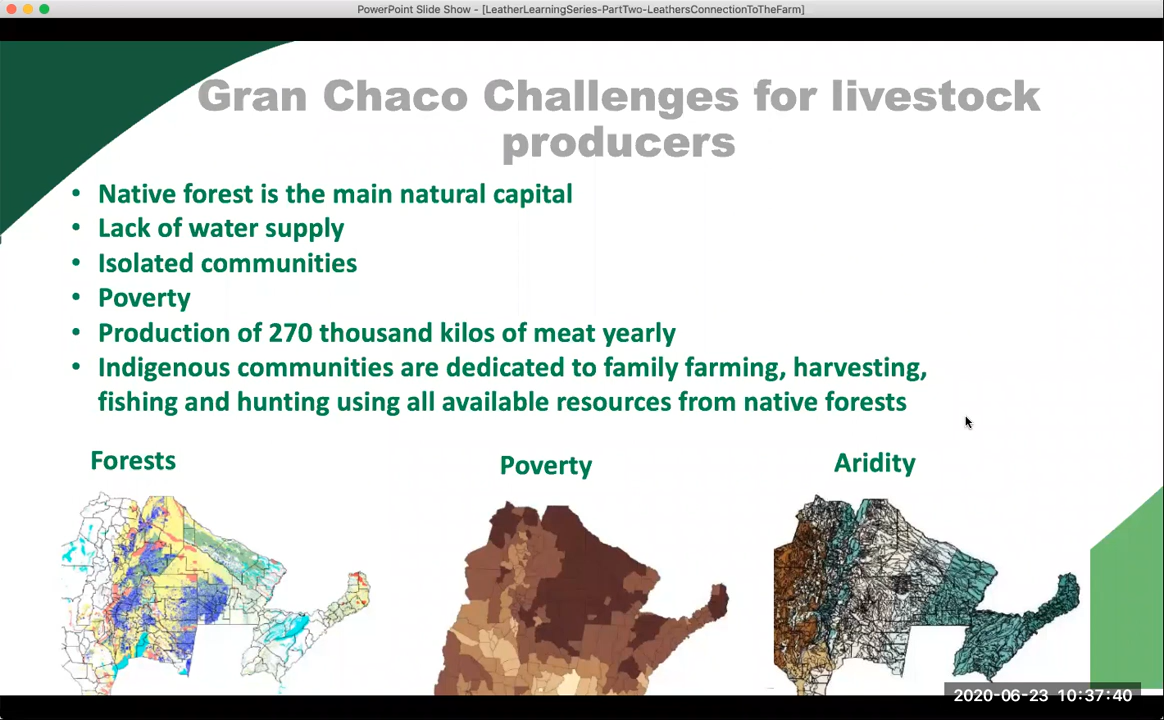 PowerPoint Slide Show - [LeatherLearningSeries-PartTwo-LeathersConnectionToTheFarm]
Gran Chaco Challenges for livestock
producers
• Native forest is the main natural capital
• Lack of water supply
• Isolated communities
• Poverty
• Production of 270 thousand kilos of meat yearly
• Indigenous communities are dedicated to family farming, harvesting,
fishing and hunting using all available resources from native forests
Forests
Poverty
Aridity
2020-06-23 10:37:40